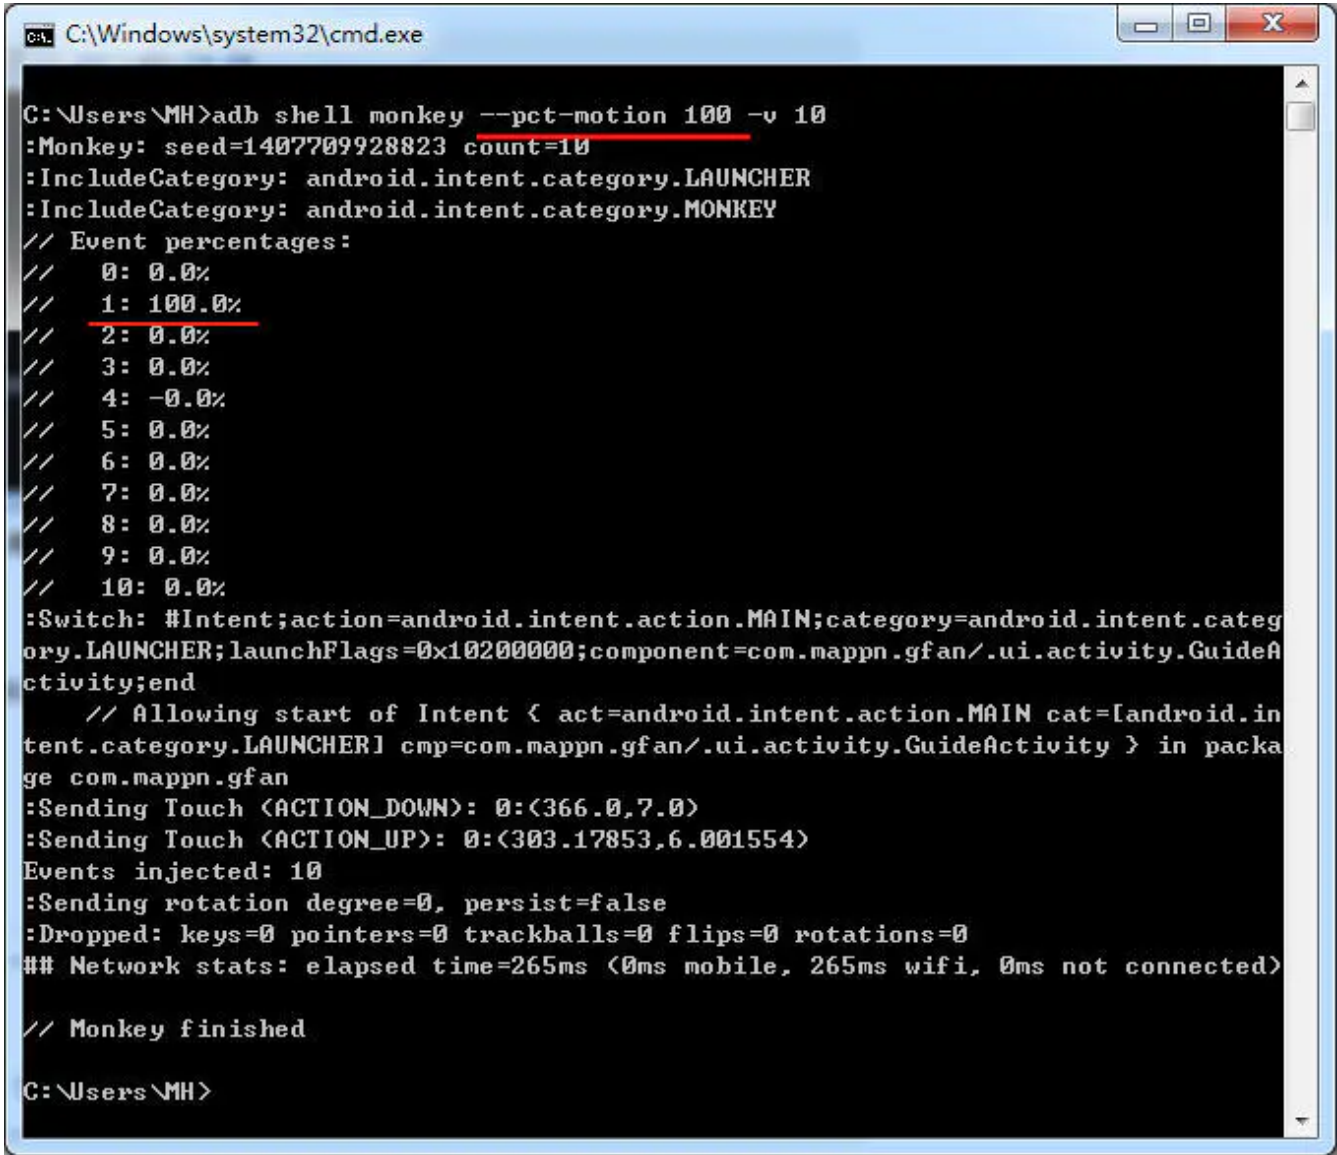 C:\Windows\system32\cmd.exe
C:\Users\MH>adb shell monkey --pct-motion 100 -v 10
:Monkey: seed=1407709928823 count=10
:IncludeCategory: android.intent.category.LAUNCHER
:IncludeCategory: android.intent.category.MONKEY
// Event percentages:
//   0: 0.0%
//   1: 100.0%
//   2: 0.0%
//   3: 0.0%
//   4: -0.0%
//   5: 0.0%
//   6: 0.0%
//   7: 0.0%
//   8: 0.0%
//   9: 0.0%
//   10: 0.0%
:Switch: #Intent;action=android.intent.action.MAIN;category=android.intent.categ
ory.LAUNCHER;launchFlags=0x10200000;component=com.mappn.gfan/.ui.activity.GuideA
ctivity;end
    // Allowing start of Intent { act=android.intent.action.MAIN cat=[android.in
tent.category.LAUNCHER] cmp=com.mappn.gfan/.ui.activity.GuideActivity } in packa
ge com.mappn.gfan
:Sending Touch (ACTION_DOWN): 0:(366.0,7.0)
:Sending Touch (ACTION_UP): 0:(303.17853,6.001554)
Events injected: 10
:Sending rotation degree=0, persist=false
:Dropped: keys=0 pointers=0 trackballs=0 flips=0 rotations=0
## Network stats: elapsed time=265ms (0ms mobile, 265ms wifi, 0ms not connected)
// Monkey finished
C:\Users\MH>